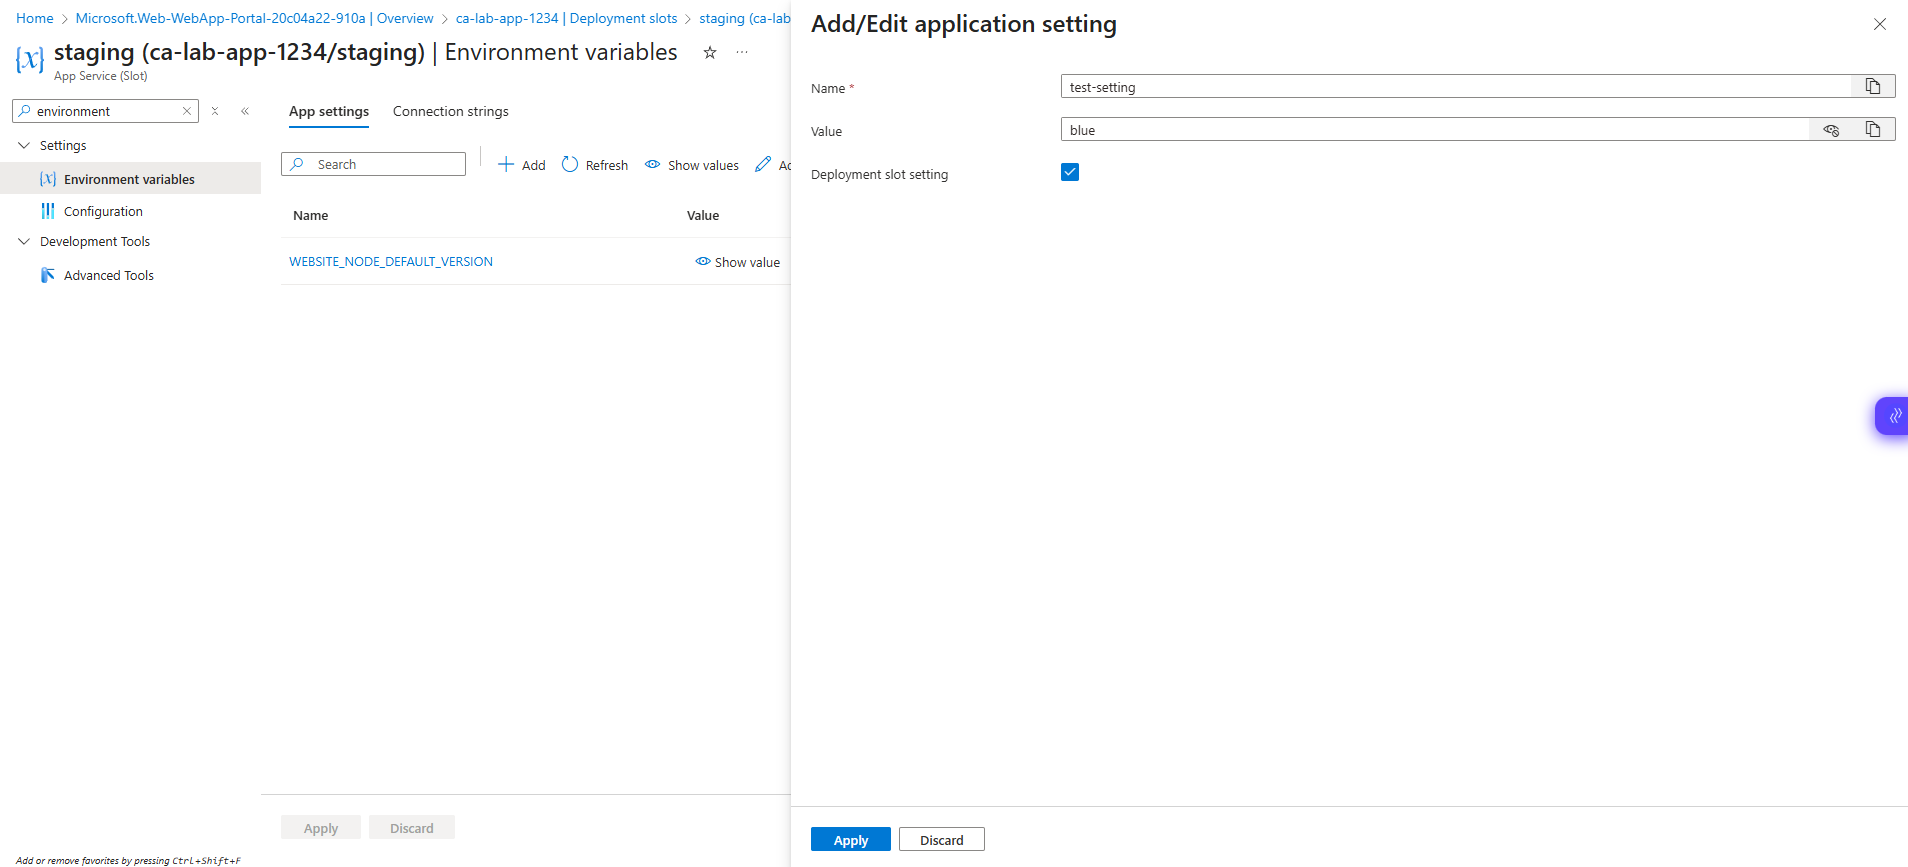 Home > Microsoft.Web-WebApp-Portal-20c04a22-910a | Overview > ca-lab-app-1234 | Deployment slots > staging (ca-lab
staging (ca-lab-app-1234/staging) | Environment variables
App Service (Slot)
environment
Settings
Environment variables
Configuration
Development Tools
Advanced Tools
Add or remove favorites by pressing Ctrl+Shift+F
App settings Connection strings
Search Add Refresh Show values Ad
Name Value
WEBSITE_NODE_DEFAULT_VERSION Show value
Apply Discard
Add/Edit application setting
Name * test-setting
Value blue
Deployment slot setting
Apply Discard